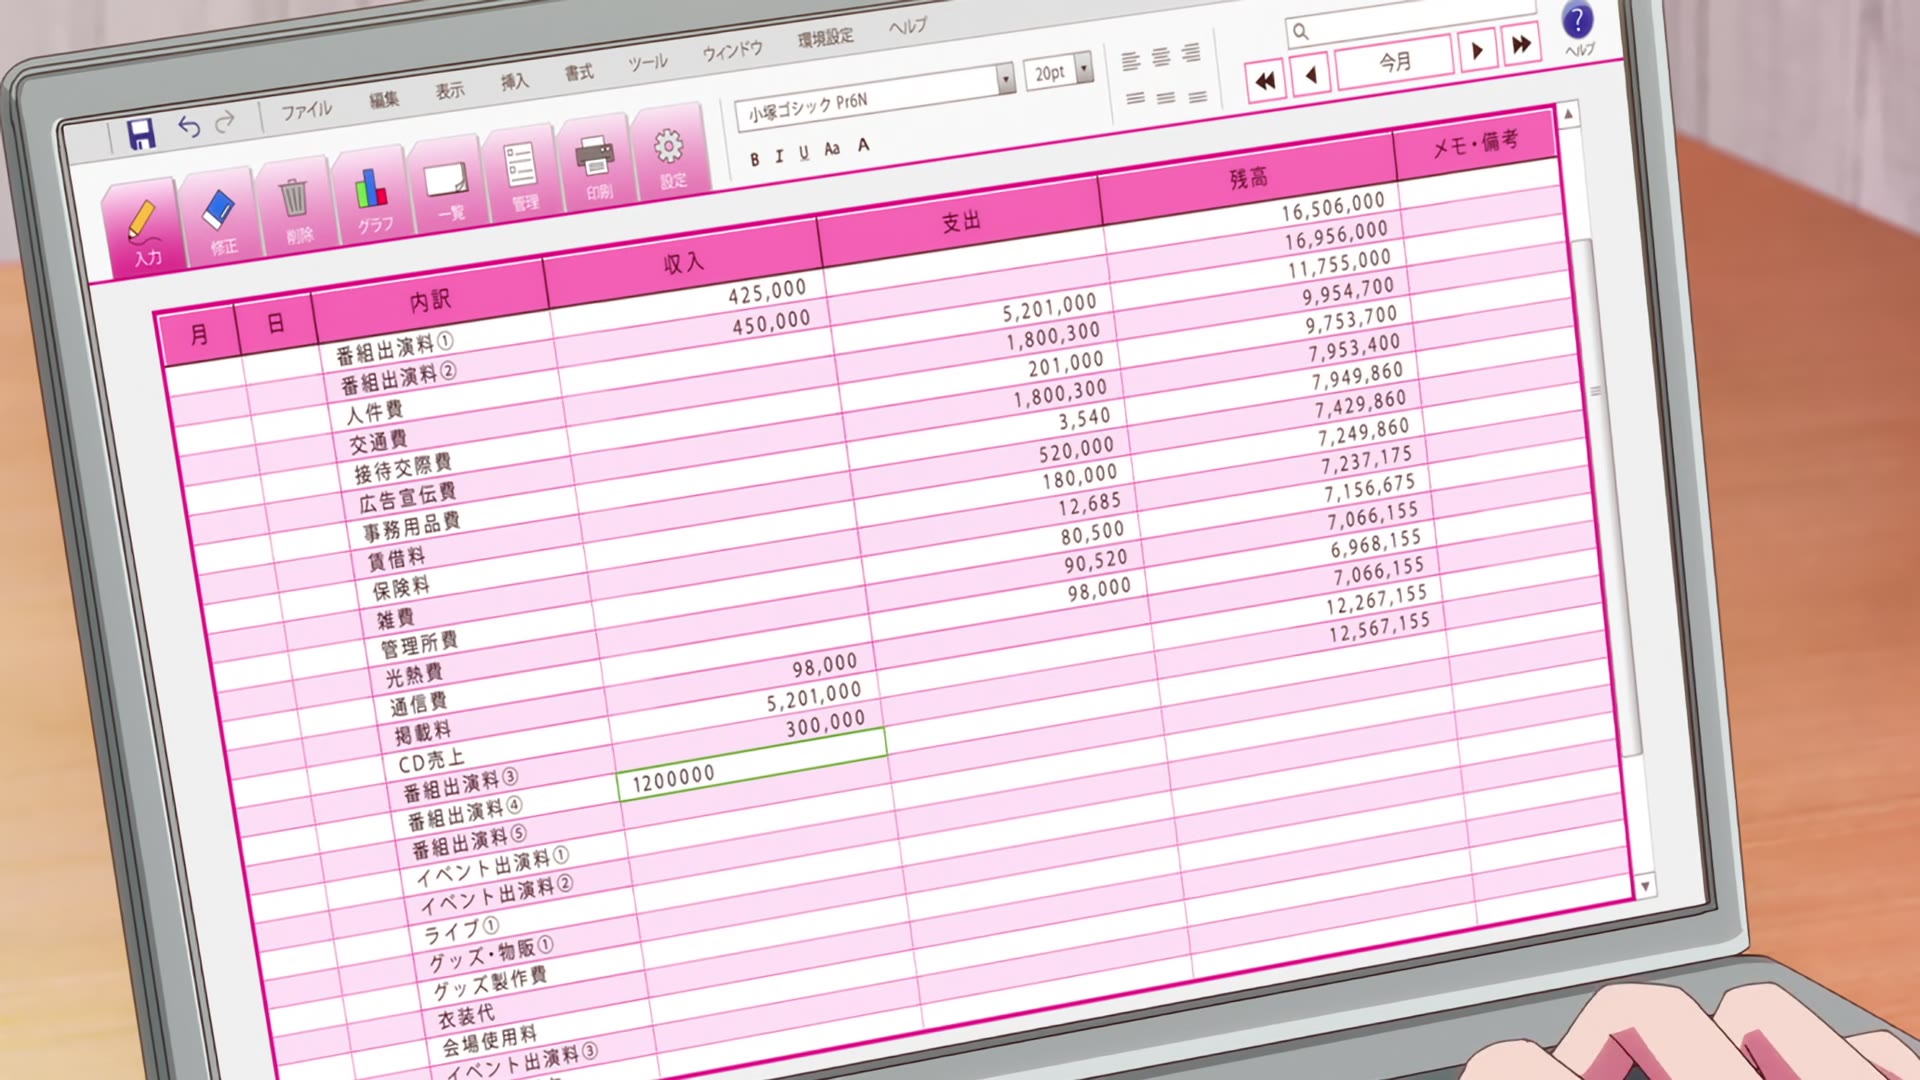 ファイル 編集 表示 挿入 書式 ツール ウィンドウ 環境設定 ヘルプ
入力 修正 削除 グラフ 一覧 管理 印刷 設定
小塚ゴシック Pr6N 20pt
B I U Aa A
今月
? ヘルプ
月 日 内訳 収入 支出 残高 メモ・備考
番組出演料① 425,000 16,506,000
番組出演料② 450,000 16,956,000
人件費 5,201,000 11,755,000
交通費 1,800,300 9,954,700
接待交際費 201,000 9,753,700
広告宣伝費 1,800,300 7,953,400
事務用品費 3,540 7,949,860
賃借料 520,000 7,429,860
保険料 180,000 7,249,860
雑費 12,685 7,237,175
管理所費 80,500 7,156,675
光熱費 90,520 7,066,155
通信費 98,000 6,968,155
掲載料 98,000 7,066,155
CD売上 5,201,000 12,267,155
番組出演料③ 300,000 12,567,155
番組出演料④ 1200000
番組出演料⑤
イベント出演料①
イベント出演料②
ライブ①
グッズ・物販①
グッズ製作費
衣装代
会場使用料
イベント出演料③